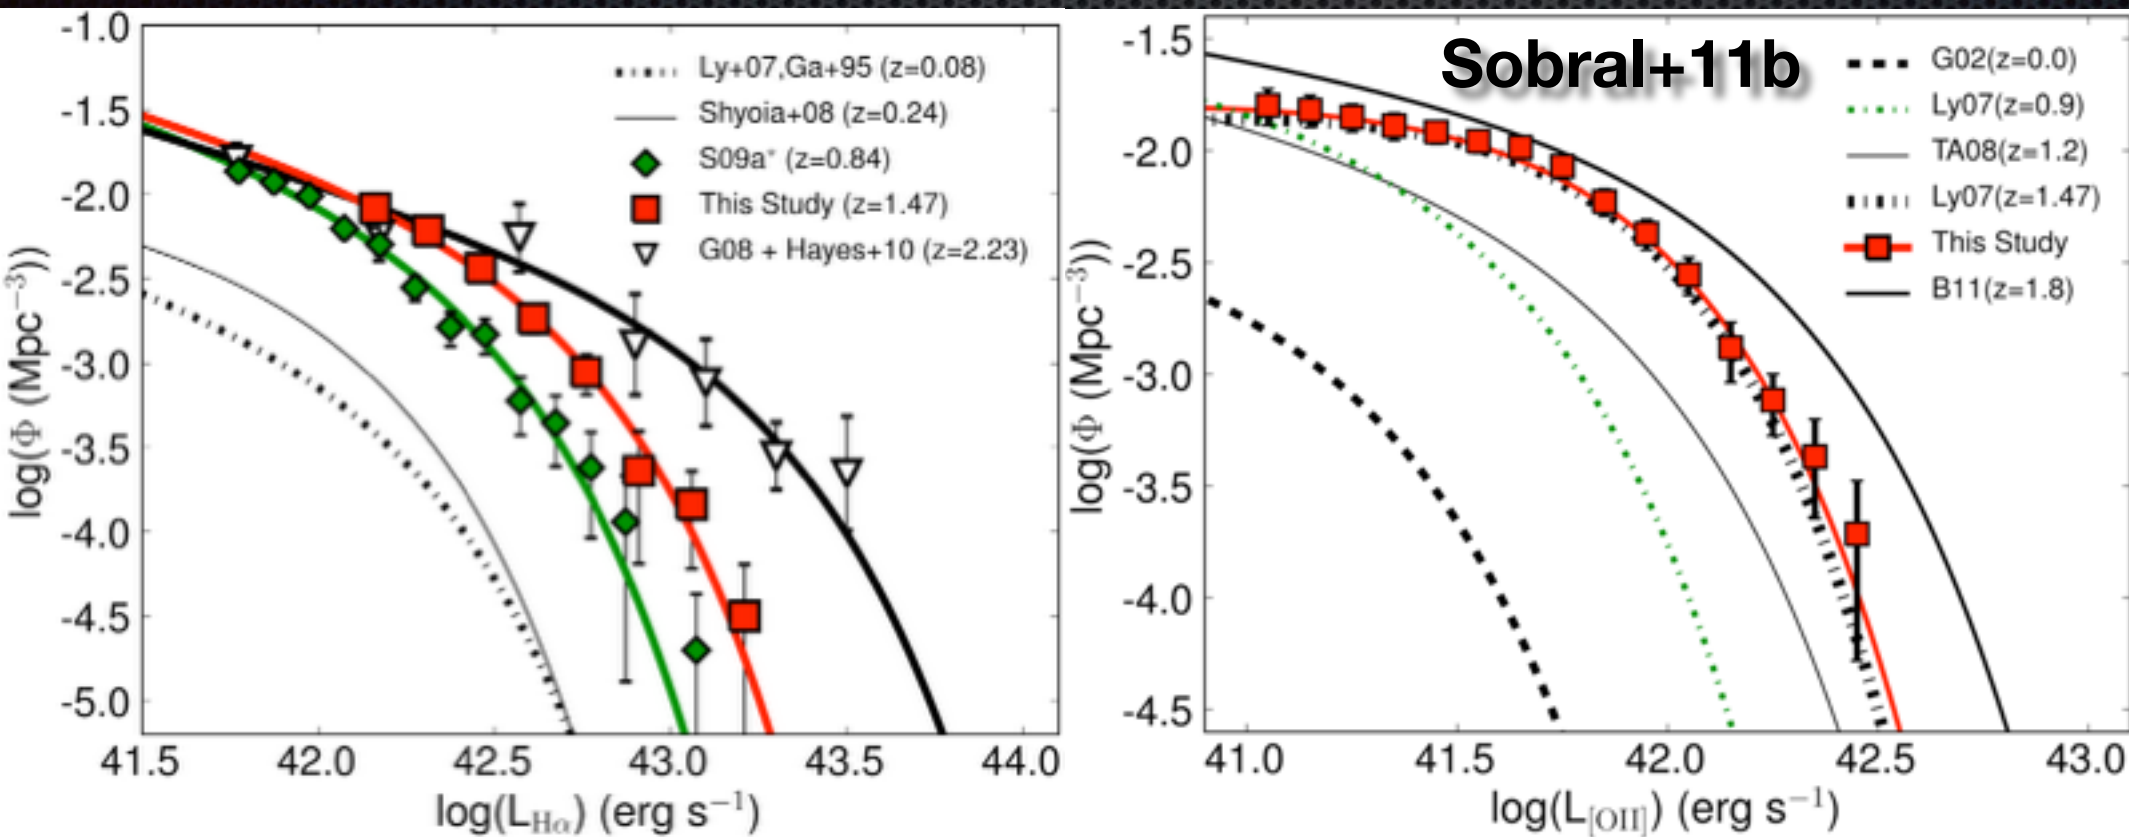 -1.0
-1.5
-2.0
-2.5
-3.0
-3.5
-4.0
-4.5
-5.0
log(Φ (Mpc⁻³))
Ly+07,Ga+95 (z=0.08)
Shyoia+08 (z=0.24)
S09a* (z=0.84)
This Study (z=1.47)
G08 + Hayes+10 (z=2.23)
41.5 42.0 42.5 43.0 43.5 44.0
log(L_Hα) (erg s⁻¹)
Sobral+11b
-1.5
-2.0
-2.5
-3.0
-3.5
-4.0
-4.5
log(Φ (Mpc⁻³))
G02(z=0.0)
Ly07(z=0.9)
TA08(z=1.2)
Ly07(z=1.47)
This Study
B11(z=1.8)
41.0 41.5 42.0 42.5 43.0
log(L_[OII]) (erg s⁻¹)